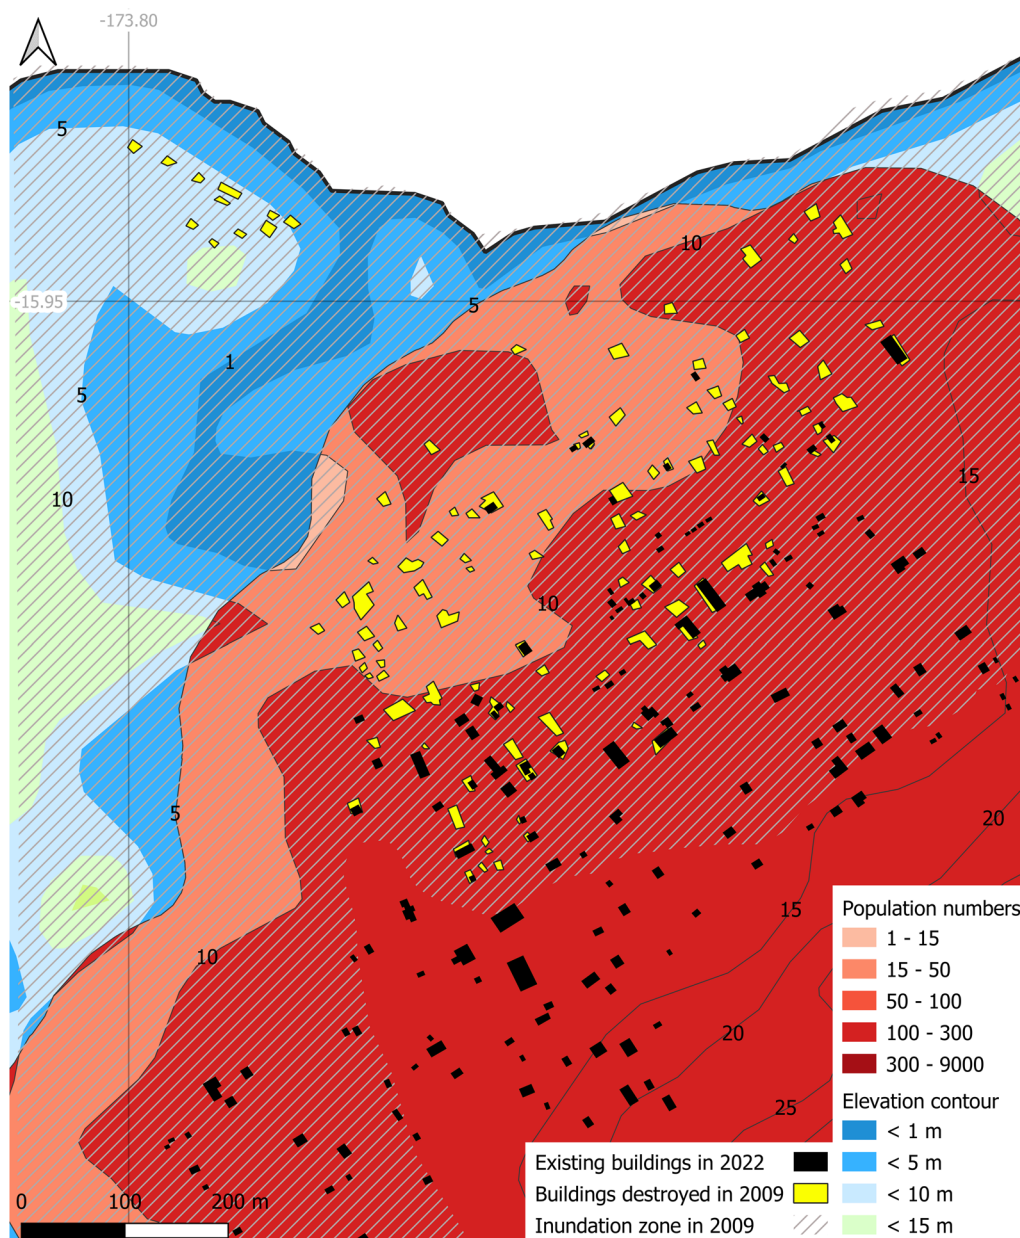 -173.80
5
10
-15.95
5
1
5
15
10
10
5
20
15
10
20
25
Population numbers
1 - 15
15 - 50
50 - 100
100 - 300
300 - 9000
Elevation contour
< 1 m
< 5 m
< 10 m
< 15 m
Existing buildings in 2022
Buildings destroyed in 2009
Inundation zone in 2009
0 100 200 m